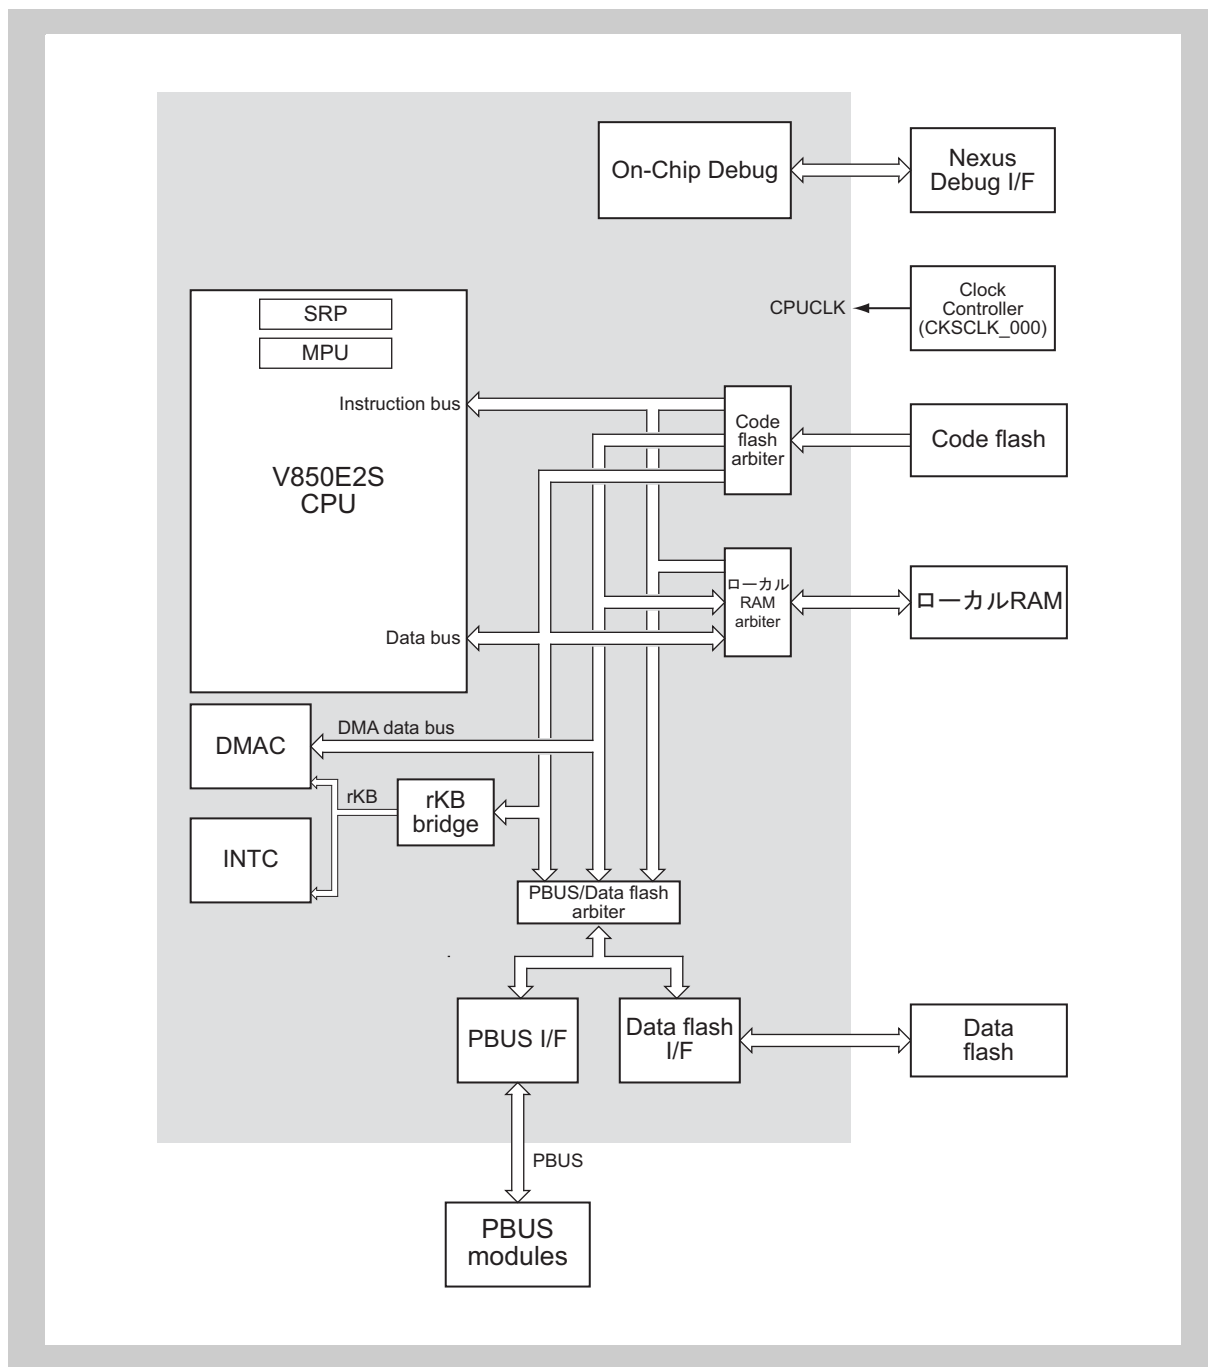 On-Chip Debug
Nexus
Debug I/F
CPUCLK
Clock
Controller
(CKSCLK_000)
SRP
MPU
Instruction bus
V850E2S
CPU
Data bus
Code
flash
arbiter
Code flash
ローカル
RAM
arbiter
ローカルRAM
DMAC
DMA data bus
rKB
rKB
bridge
INTC
PBUS/Data flash
arbiter
PBUS I/F
Data flash
I/F
Data
flash
PBUS
PBUS
modules